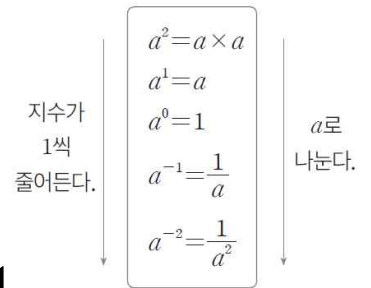 a²=a×a
a¹=a
a⁰=1
a⁻¹=1/a
a⁻²=1/a²
지수가
1씩
줄어든다.
a로
나눈다.